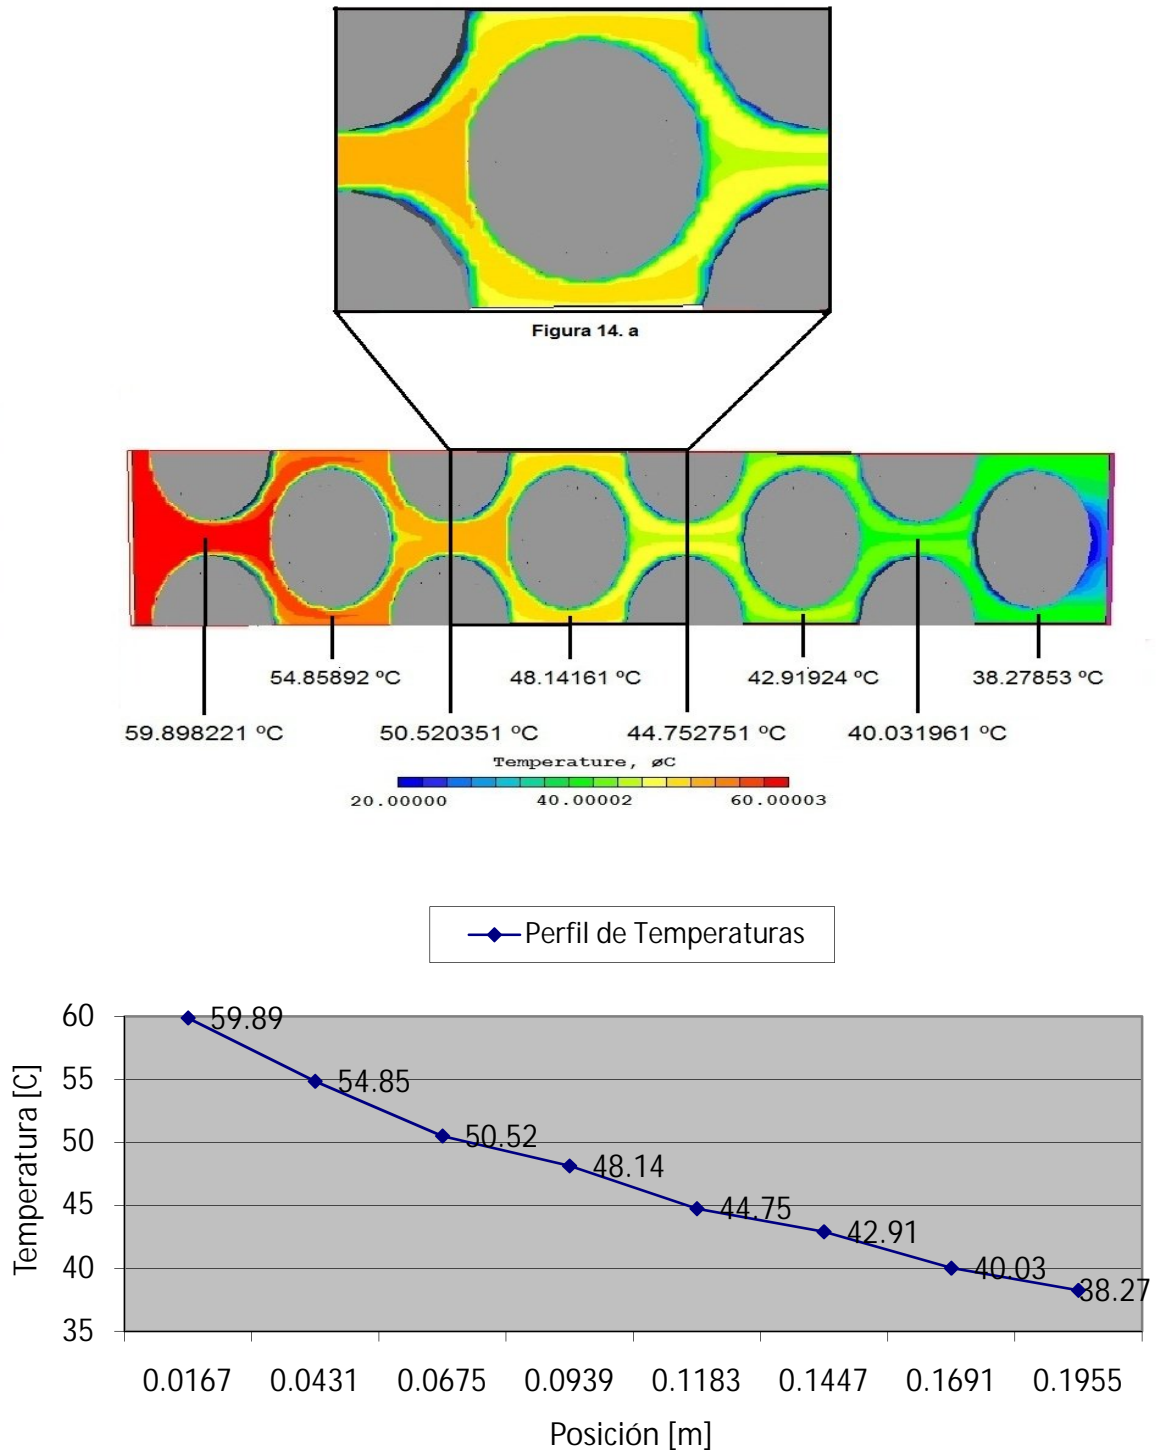 Figura 14. a
54.85892 ºC
48.14161 ºC
42.91924 ºC
38.27853 ºC
59.898221 ºC
50.520351 ºC
44.752751 ºC
40.031961 ºC
Temperature, øC
20.00000
40.00002
60.00003
Perfil de Temperaturas
Temperatura [C]
60
55
50
45
40
35
59.89
54.85
50.52
48.14
44.75
42.91
40.03
38.27
0.0167
0.0431
0.0675
0.0939
0.1183
0.1447
0.1691
0.1955
Posición [m]